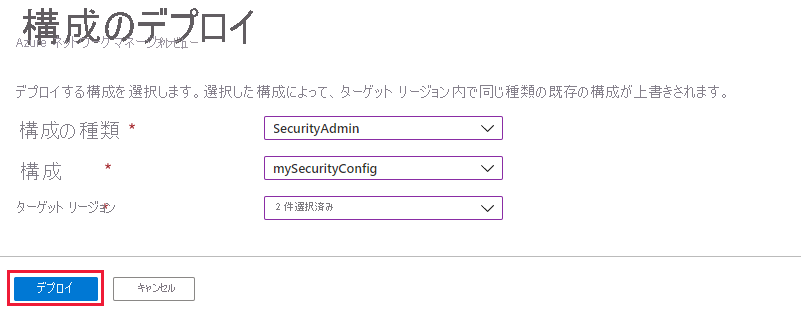 構成のデプロイ
Azure ネットワーク マネージャー プレビュー
デプロイする構成を選択します。選択した構成によって、ターゲット リージョン内で同じ種類の既存の構成が上書きされます。
構成の種類 * SecurityAdmin
構成 * mySecurityConfig
ターゲット リージョン * 2 件選択済み
デプロイ キャンセル